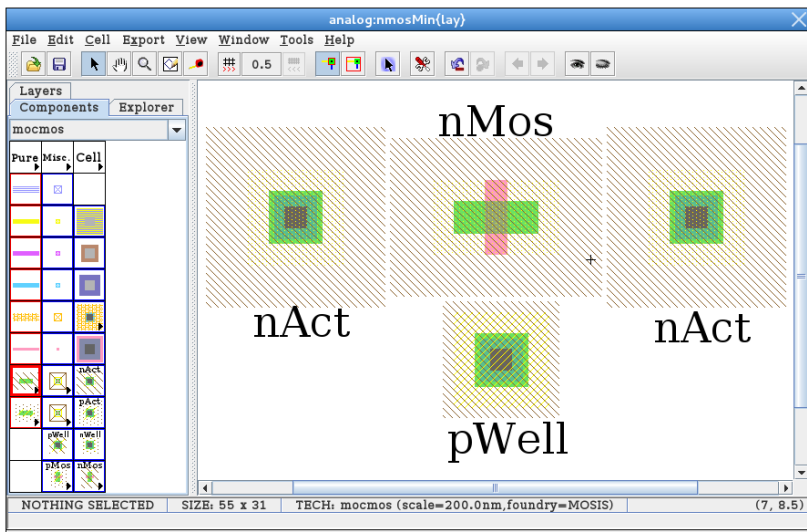 analog:nmosMin{lay}
File Edit Cell Export View Window Tools Help
0.5
Layers
Components Explorer
mocmos
Pure Misc. Cell
nAct
pAct
pWell nWell
pMos nMos
nMos
nAct
nAct
pWell
NOTHING SELECTED SIZE: 55 x 31 TECH: mocmos (scale=200.0nm,foundry=MOSIS) (7, 8.5)